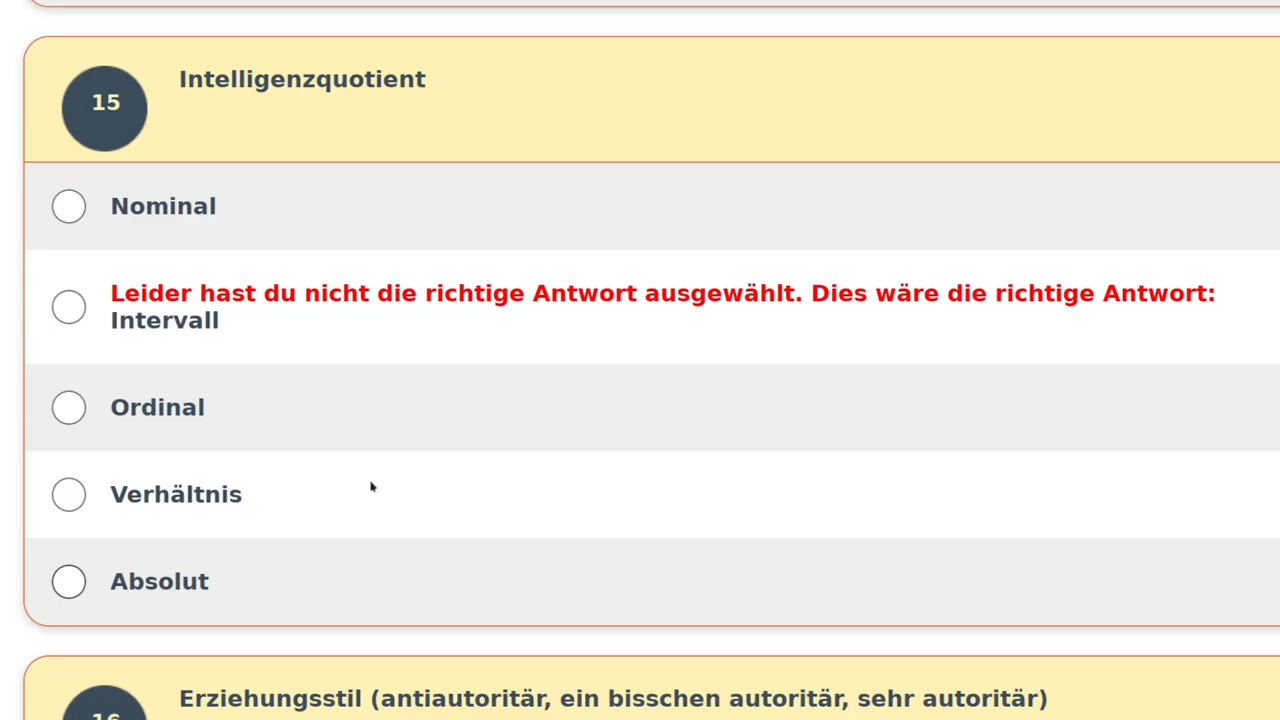 15
Intelligenzquotient
Nominal
Leider hast du nicht die richtige Antwort ausgewählt. Dies wäre die richtige Antwort:
Intervall
Ordinal
Verhältnis
Absolut
16
Erziehungsstil (antiautoritär, ein bisschen autoritär, sehr autoritär)